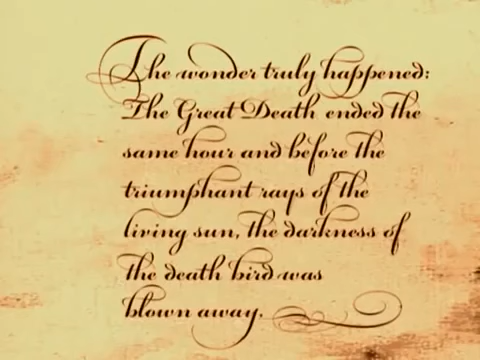 The wonder truly happened:
The Great Death ended the
same hour and before the
triumphant rays of the
living sun, the darkness of
the death bird was
blown away.